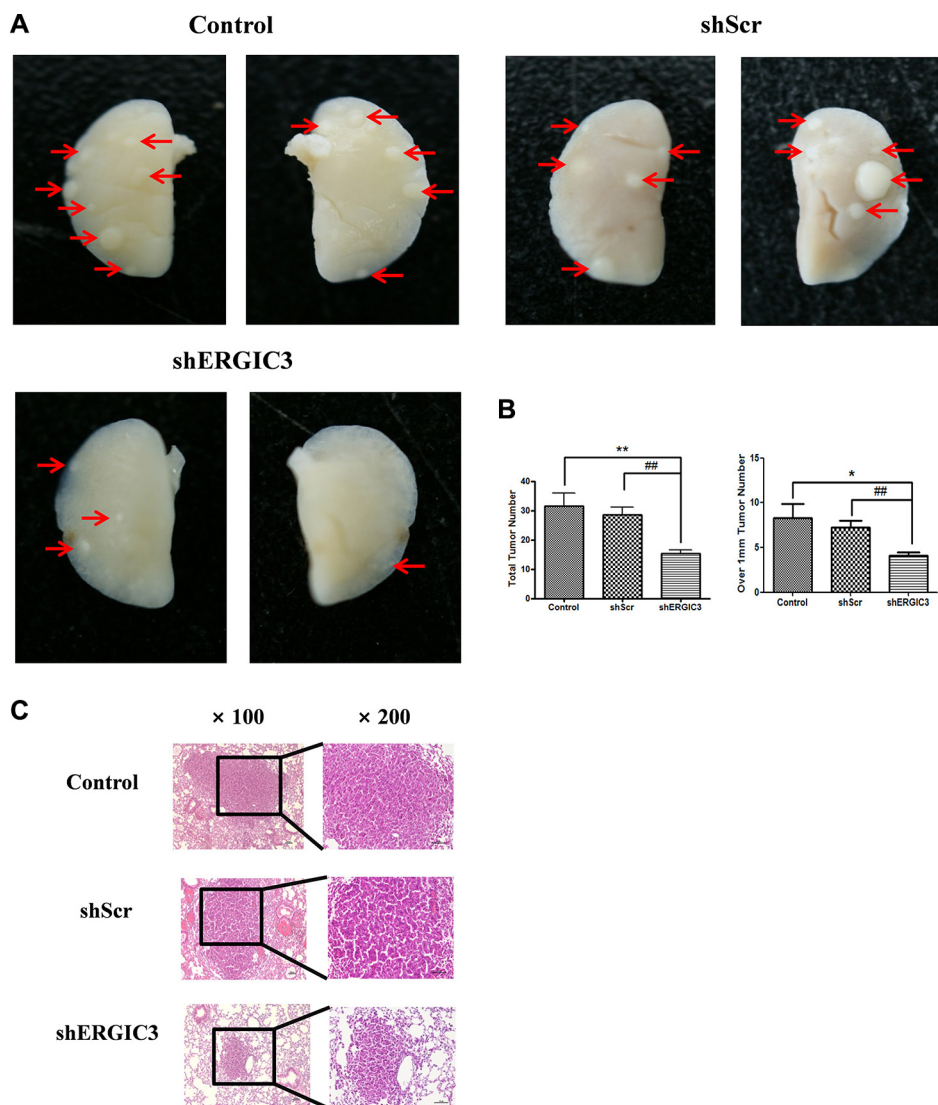 A
Control
shScr
shERGIC3
B
**
##
Total Tumor Number
40
30
20
10
0
Control
shScr
shERGIC3
*
##
Over 1mm Tumor Number
15
10
5
0
Control
shScr
shERGIC3
C
× 100
× 200
Control
shScr
shERGIC3